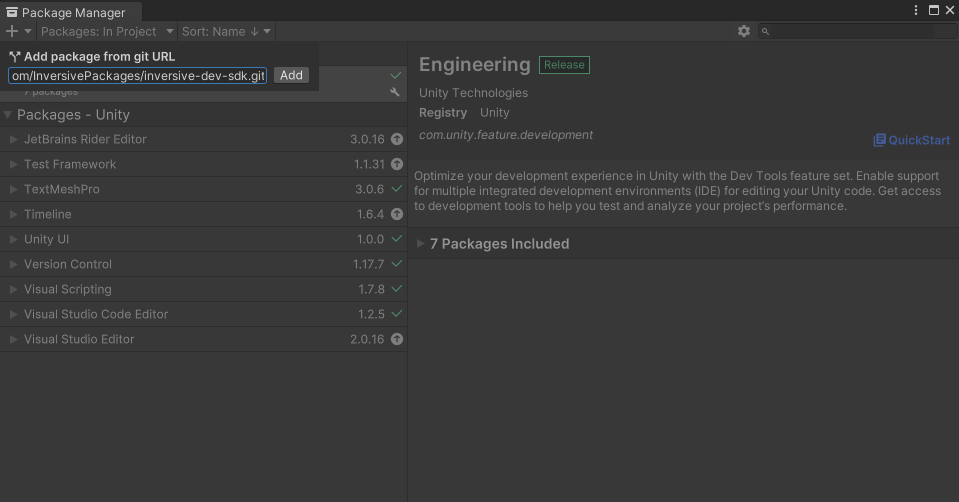 Package Manager
Packages: In Project
Sort: Name ↓
Add package from git URL
om/InversivePackages/inversive-dev-sdk.git
Add
7 packages
Packages - Unity
JetBrains Rider Editor 3.0.16
Test Framework 1.1.31
TextMeshPro 3.0.6
Timeline 1.6.4
Unity UI 1.0.0
Version Control 1.17.7
Visual Scripting 1.7.8
Visual Studio Code Editor 1.2.5
Visual Studio Editor 2.0.16
Engineering Release
Unity Technologies
Registry Unity
com.unity.feature.development
QuickStart
Optimize your development experience in Unity with the Dev Tools feature set. Enable support
for multiple integrated development environments (IDE) for editing your Unity code. Get access
to development tools to help you test and analyze your project's performance.
7 Packages Included